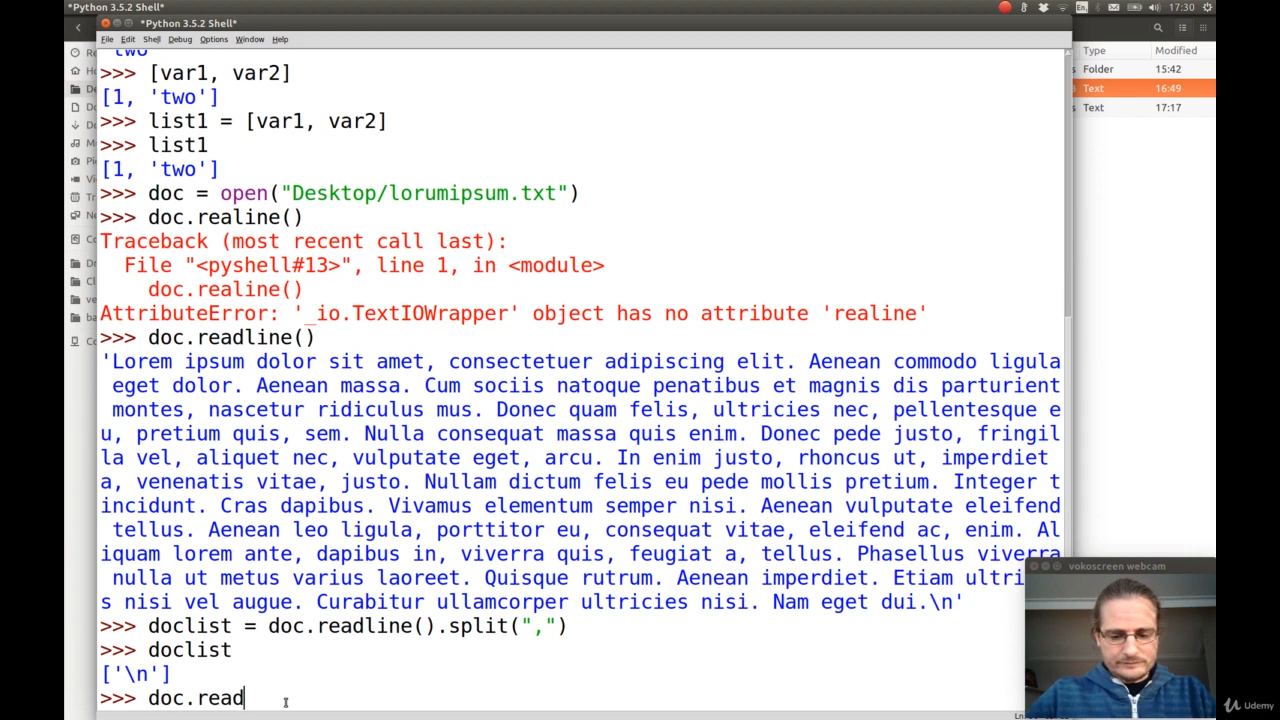 *Python 3.5.2 Shell*
En
17:30
*Python 3.5.2 Shell*
File Edit Shell Debug Options Window Help
Type Modified
Folder 15:42
Text 16:49
Text 17:17
'two'
>>> [var1, var2]
[1, 'two']
>>> list1 = [var1, var2]
>>> list1
[1, 'two']
>>> doc = open("Desktop/lorumipsum.txt")
>>> doc.realine()
Traceback (most recent call last):
File "<pyshell#13>", line 1, in <module>
doc.realine()
AttributeError: '_io.TextIOWrapper' object has no attribute 'realine'
>>> doc.readline()
'Lorem ipsum dolor sit amet, consectetuer adipiscing elit. Aenean commodo ligula
eget dolor. Aenean massa. Cum sociis natoque penatibus et magnis dis parturient
montes, nascetur ridiculus mus. Donec quam felis, ultricies nec, pellentesque e
u, pretium quis, sem. Nulla consequat massa quis enim. Donec pede justo, fringil
la vel, aliquet nec, vulputate eget, arcu. In enim justo, rhoncus ut, imperdiet
a, venenatis vitae, justo. Nullam dictum felis eu pede mollis pretium. Integer t
incidunt. Cras dapibus. Vivamus elementum semper nisi. Aenean vulputate eleifend
tellus. Aenean leo ligula, porttitor eu, consequat vitae, eleifend ac, enim. Al
iquam lorem ante, dapibus in, viverra quis, feugiat a, tellus. Phasellus viverra
nulla ut metus varius laoreet. Quisque rutrum. Aenean imperdiet. Etiam ultri
s nisi vel augue. Curabitur ullamcorper ultricies nisi. Nam eget dui.\n'
>>> doclist = doc.readline().split(",")
>>> doclist
['\n']
>>> doc.read
vokoscreen webcam
Udemy